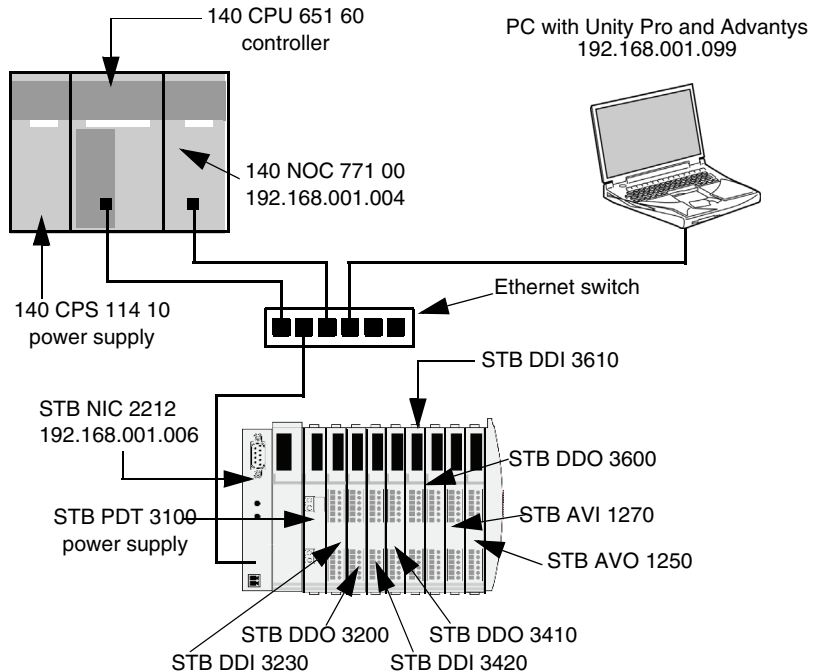 140 CPU 651 60
controller
PC with Unity Pro and Advantys
192.168.001.099
140 NOC 771 00
192.168.001.004
140 CPS 114 10
power supply
Ethernet switch
STB DDI 3610
STB NIC 2212
192.168.001.006
STB DDO 3600
STB PDT 3100
power supply
STB AVI 1270
STB AVO 1250
STB DDO 3200
STB DDO 3410
STB DDI 3230
STB DDI 3420